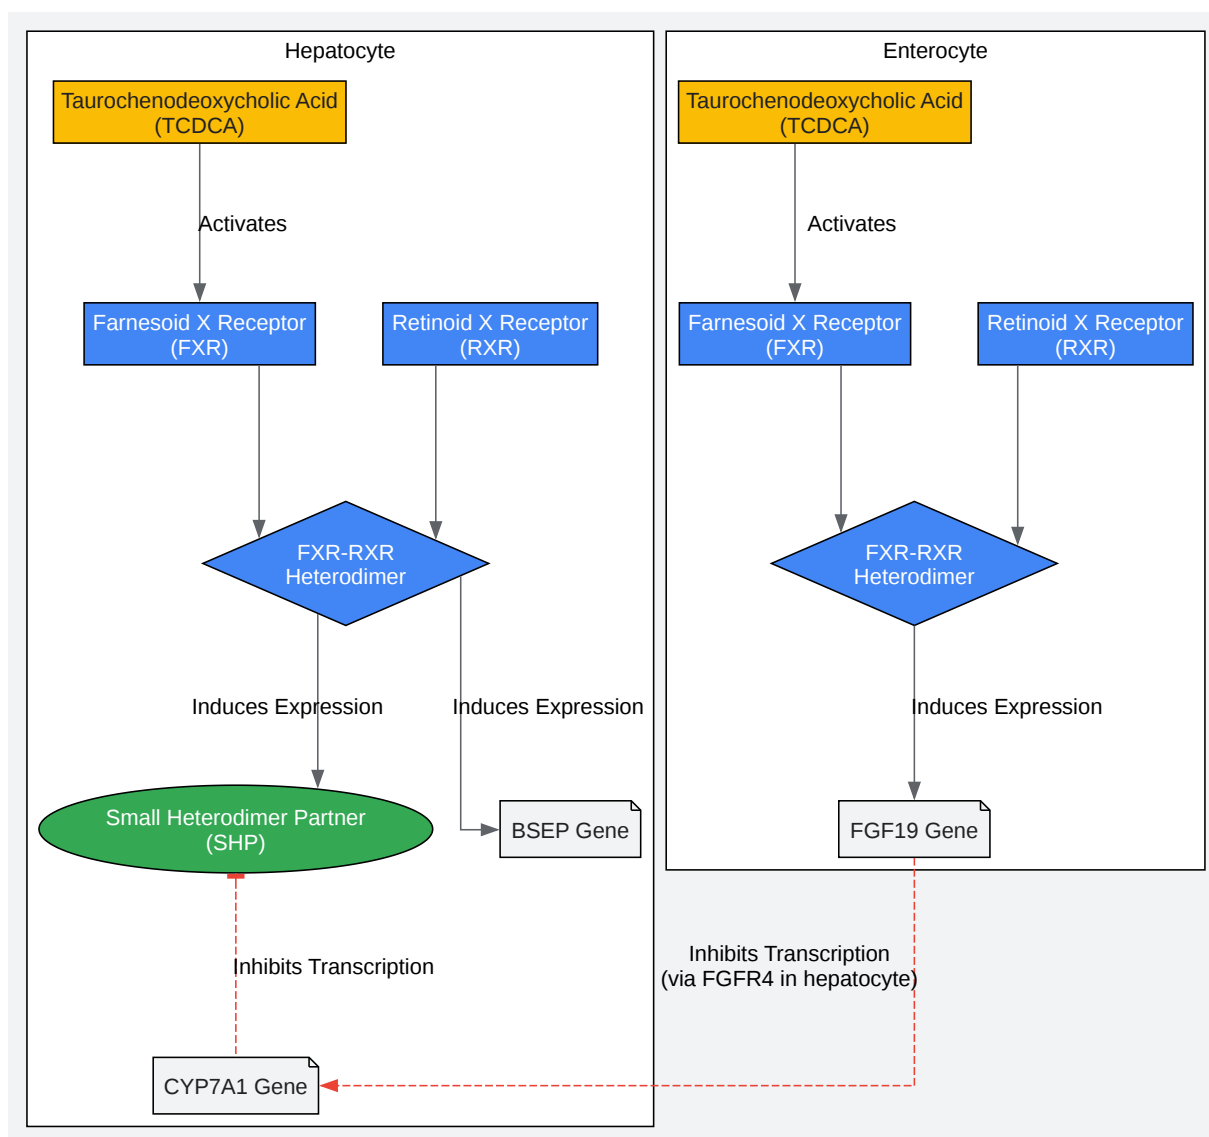 Hepatocyte
Taurochenodeoxycholic Acid
(TCDCA)
Activates
Farnesoid X Receptor
(FXR)
Retinoid X Receptor
(RXR)
FXR-RXR
Heterodimer
Induces Expression
Induces Expression
Small Heterodimer Partner
(SHP)
BSEP Gene
Inhibits Transcription
CYP7A1 Gene
Enterocyte
Taurochenodeoxycholic Acid
(TCDCA)
Activates
Farnesoid X Receptor
(FXR)
Retinoid X Receptor
(RXR)
FXR-RXR
Heterodimer
Induces Expression
FGF19 Gene
Inhibits Transcription
(via FGFR4 in hepatocyte)